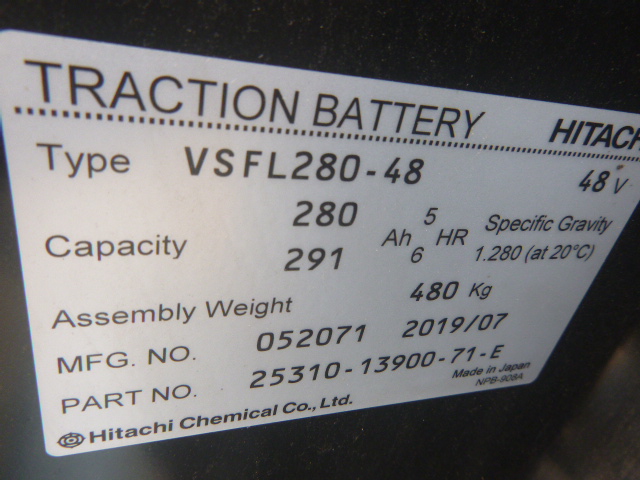 TRACTION BATTERY HITACHI
Type VSFL280-48 48 V
Capacity 280 Ah 5 HR Specific Gravity
291 6 1.280 (at 20°C)
Assembly Weight 480 Kg
MFG. NO. 052071 2019/07
PART NO. 25310-13900-71-E Made in Japan
NPB-908A
Hitachi Chemical Co., Ltd.